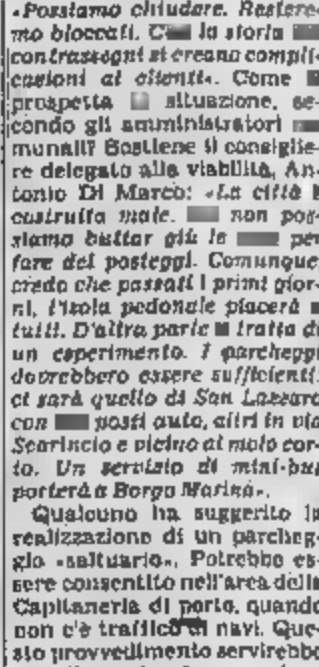 «Possiamo chiudere. Restere-
mo bloccati. la storia
contrassegni si creano compli-
cazioni ai clienti». Come
prospetta situazione, se-
condo gli amministratori
munali? Sostiene il consiglie-
re delegato alla viabilità, An-
tonio Di Marco: «La città
costruita male. non pos-
siamo buttar giù le per
fare dei posteggi. Comunque,
credo che passati i primi gior-
ni, l'isola pedonale piacerà
tutti. D'altra parte tratta di
un esperimento. I parcheggi
dovrebbero essere sufficienti.
ci sarà quello di San Lazzaro
con posti auto, altri in via
Scarincio e vicino al molo cor-
to. Un servizio di mini-bus
porterà a Borgo Marina».
Qualcuno ha suggerito la
realizzazione di un parcheg-
gio «saltuario». Potrebbe es-
sere consentito nell'area della
Capitaneria di porto, quando
non c'è traffico di navi. Que-
sto provvedimento servirebbe